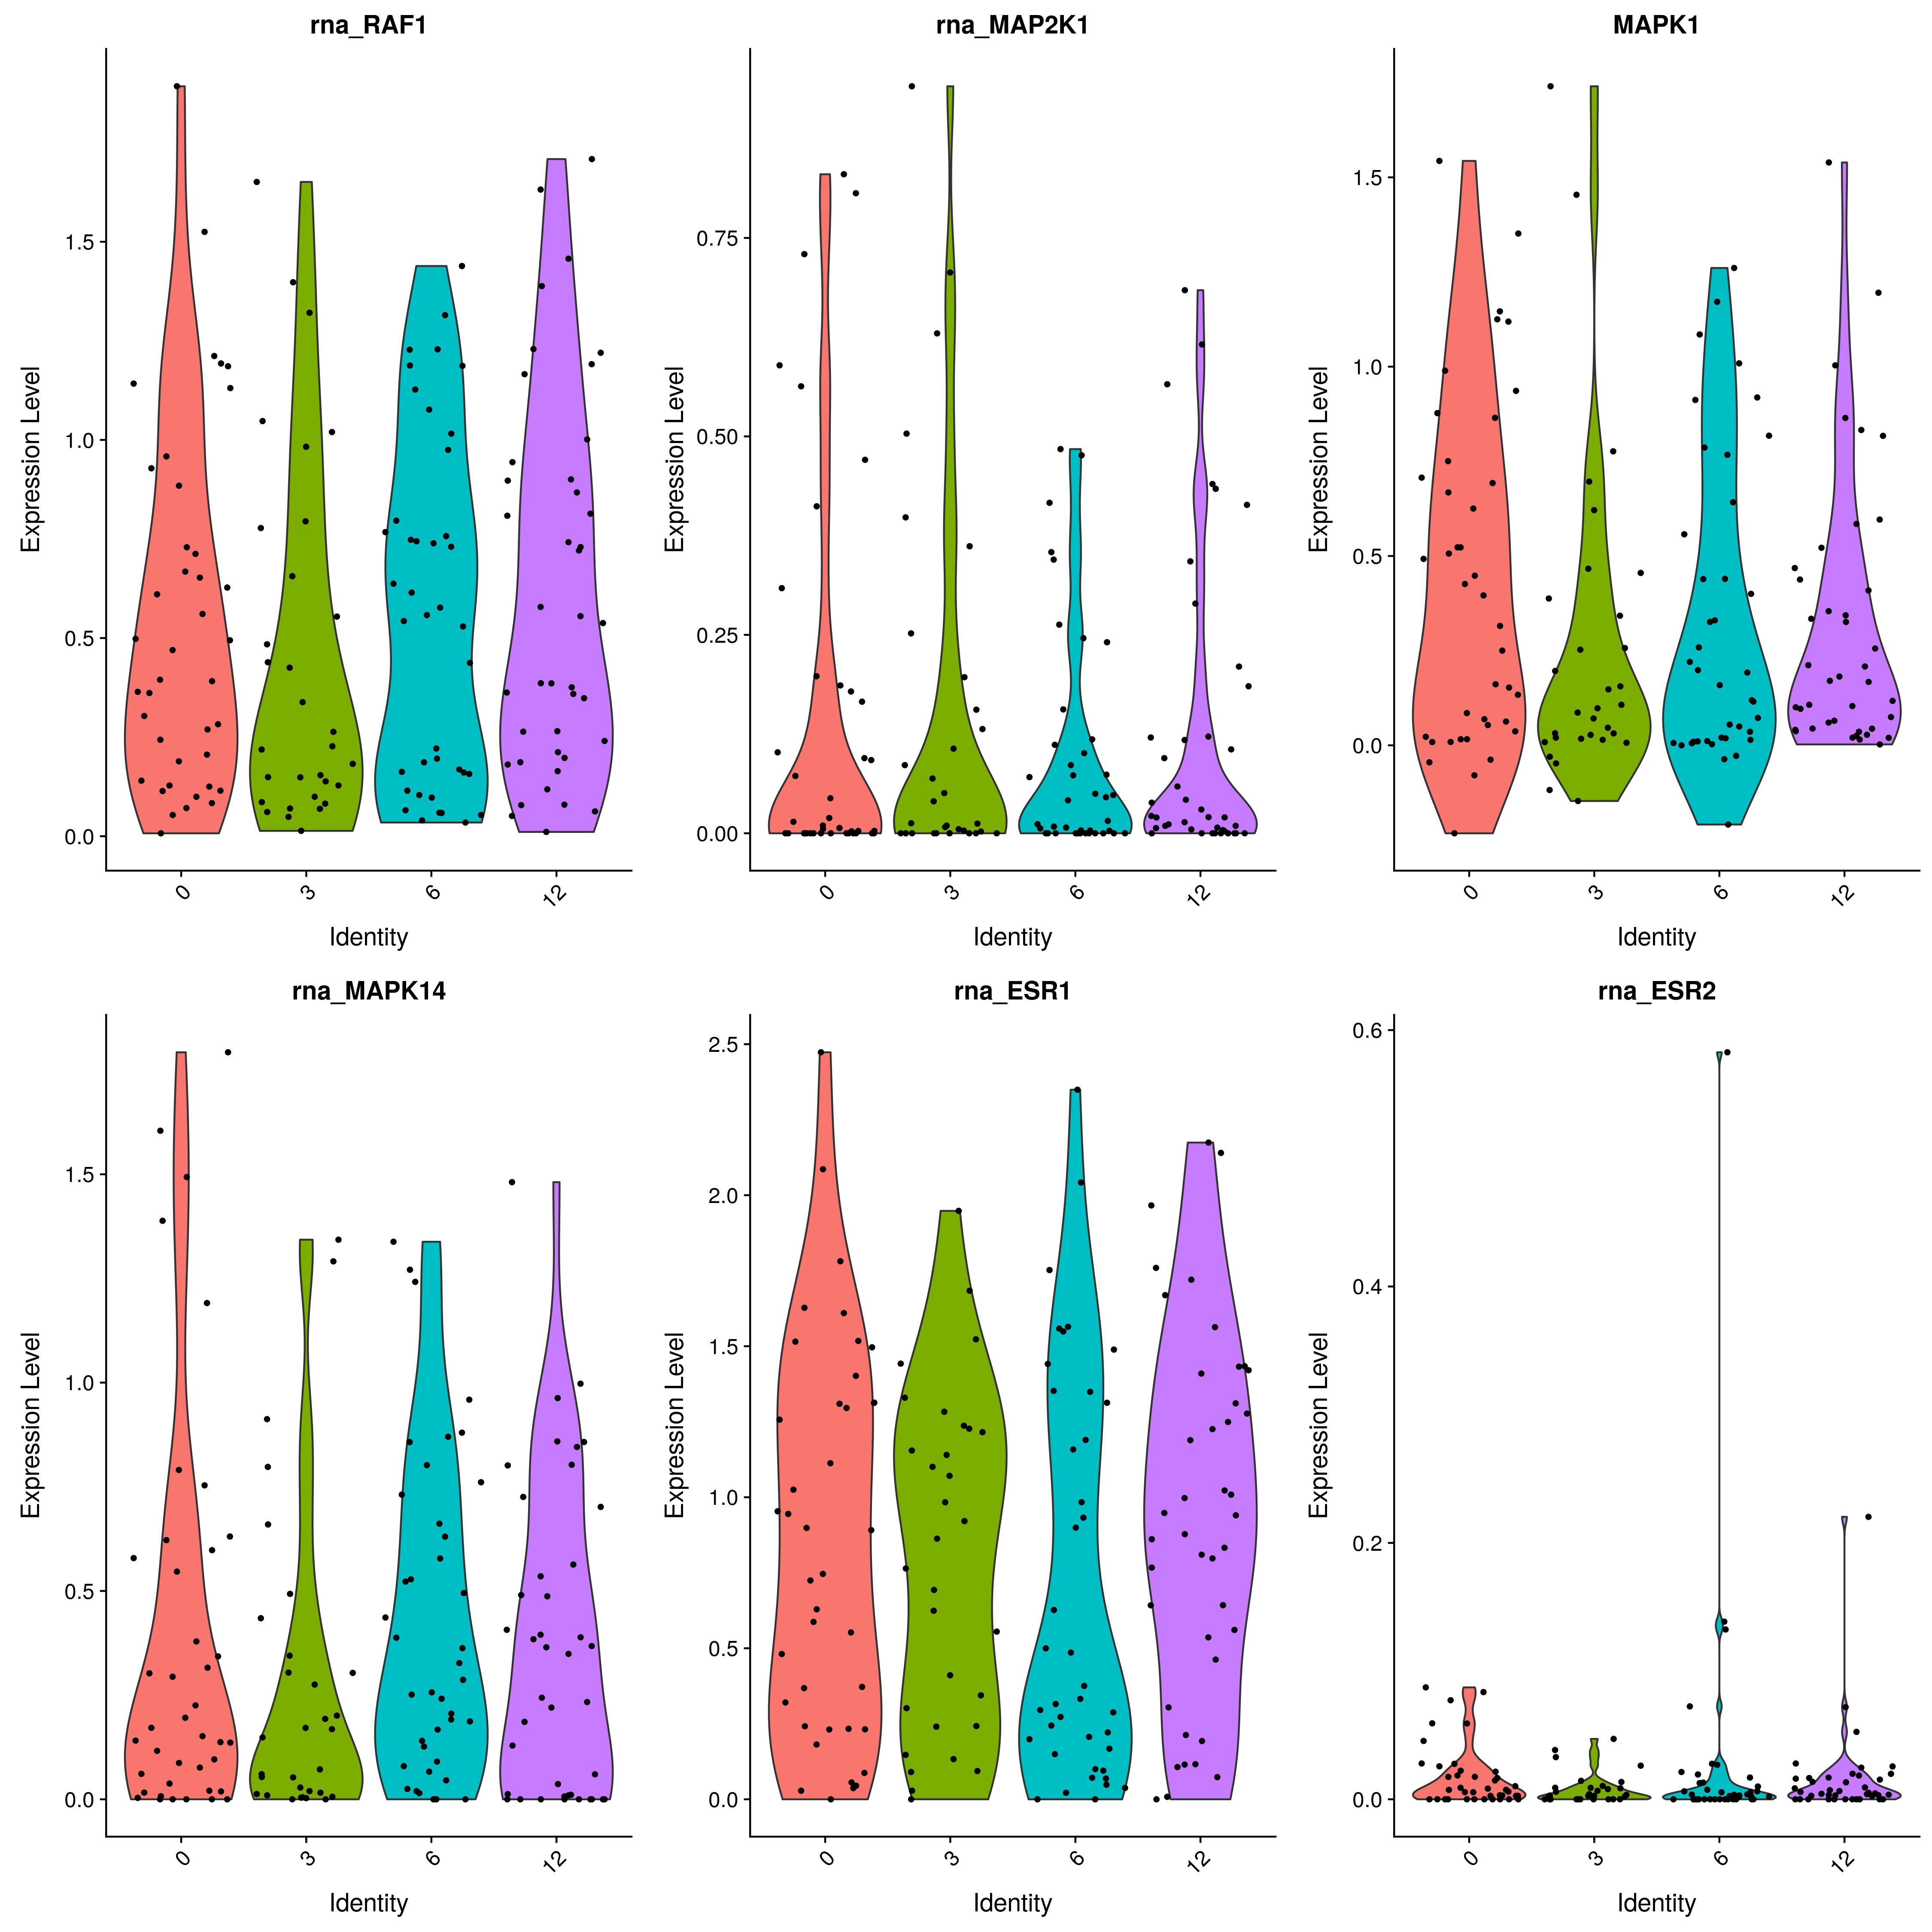 rna_RAF1
Expression Level
1.5
1.0
0.5
0.0
0 3 6 12
Identity
rna_MAP2K1
Expression Level
0.75
0.50
0.25
0.00
0 3 6 12
Identity
MAPK1
Expression Level
1.5
1.0
0.5
0.0
0 3 6 12
Identity
rna_MAPK14
Expression Level
1.5
1.0
0.5
0.0
0 3 6 12
Identity
rna_ESR1
Expression Level
2.5
2.0
1.5
1.0
0.5
0.0
0 3 6 12
Identity
rna_ESR2
Expression Level
0.6
0.4
0.2
0.0
0 3 6 12
Identity